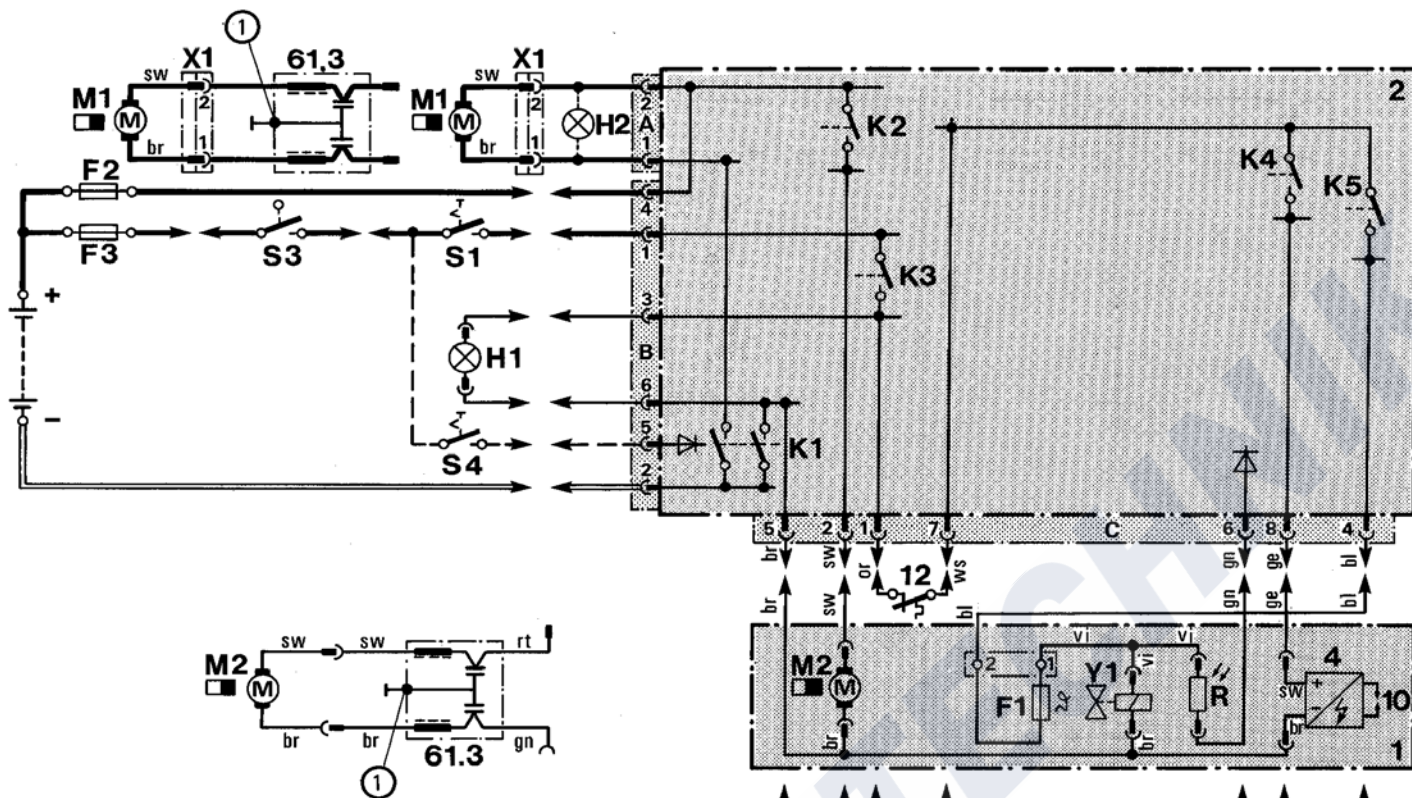 1
X1
61,3
X1
2
sw
2
M1
M
br
1
sw
2
M1
M
br
1
H2
2
A
1
K2
K4
K5
F2
4
F3
S3
S1
1
K3
+
3
H1
B
6
−
S4
5
K1
2
5
2
1
7
C
6
8
4
br
sw
or
12
ws
gn
ge
bl
br
sw
bl
gn
ge
bl
sw
sw
rt
M2
M
br
br
gn
61.3
1
M2
M
br
2
1
F1
vi
vi
vi
Y1
br
R
4
sw
+
−
br
10
1
TECHNIK